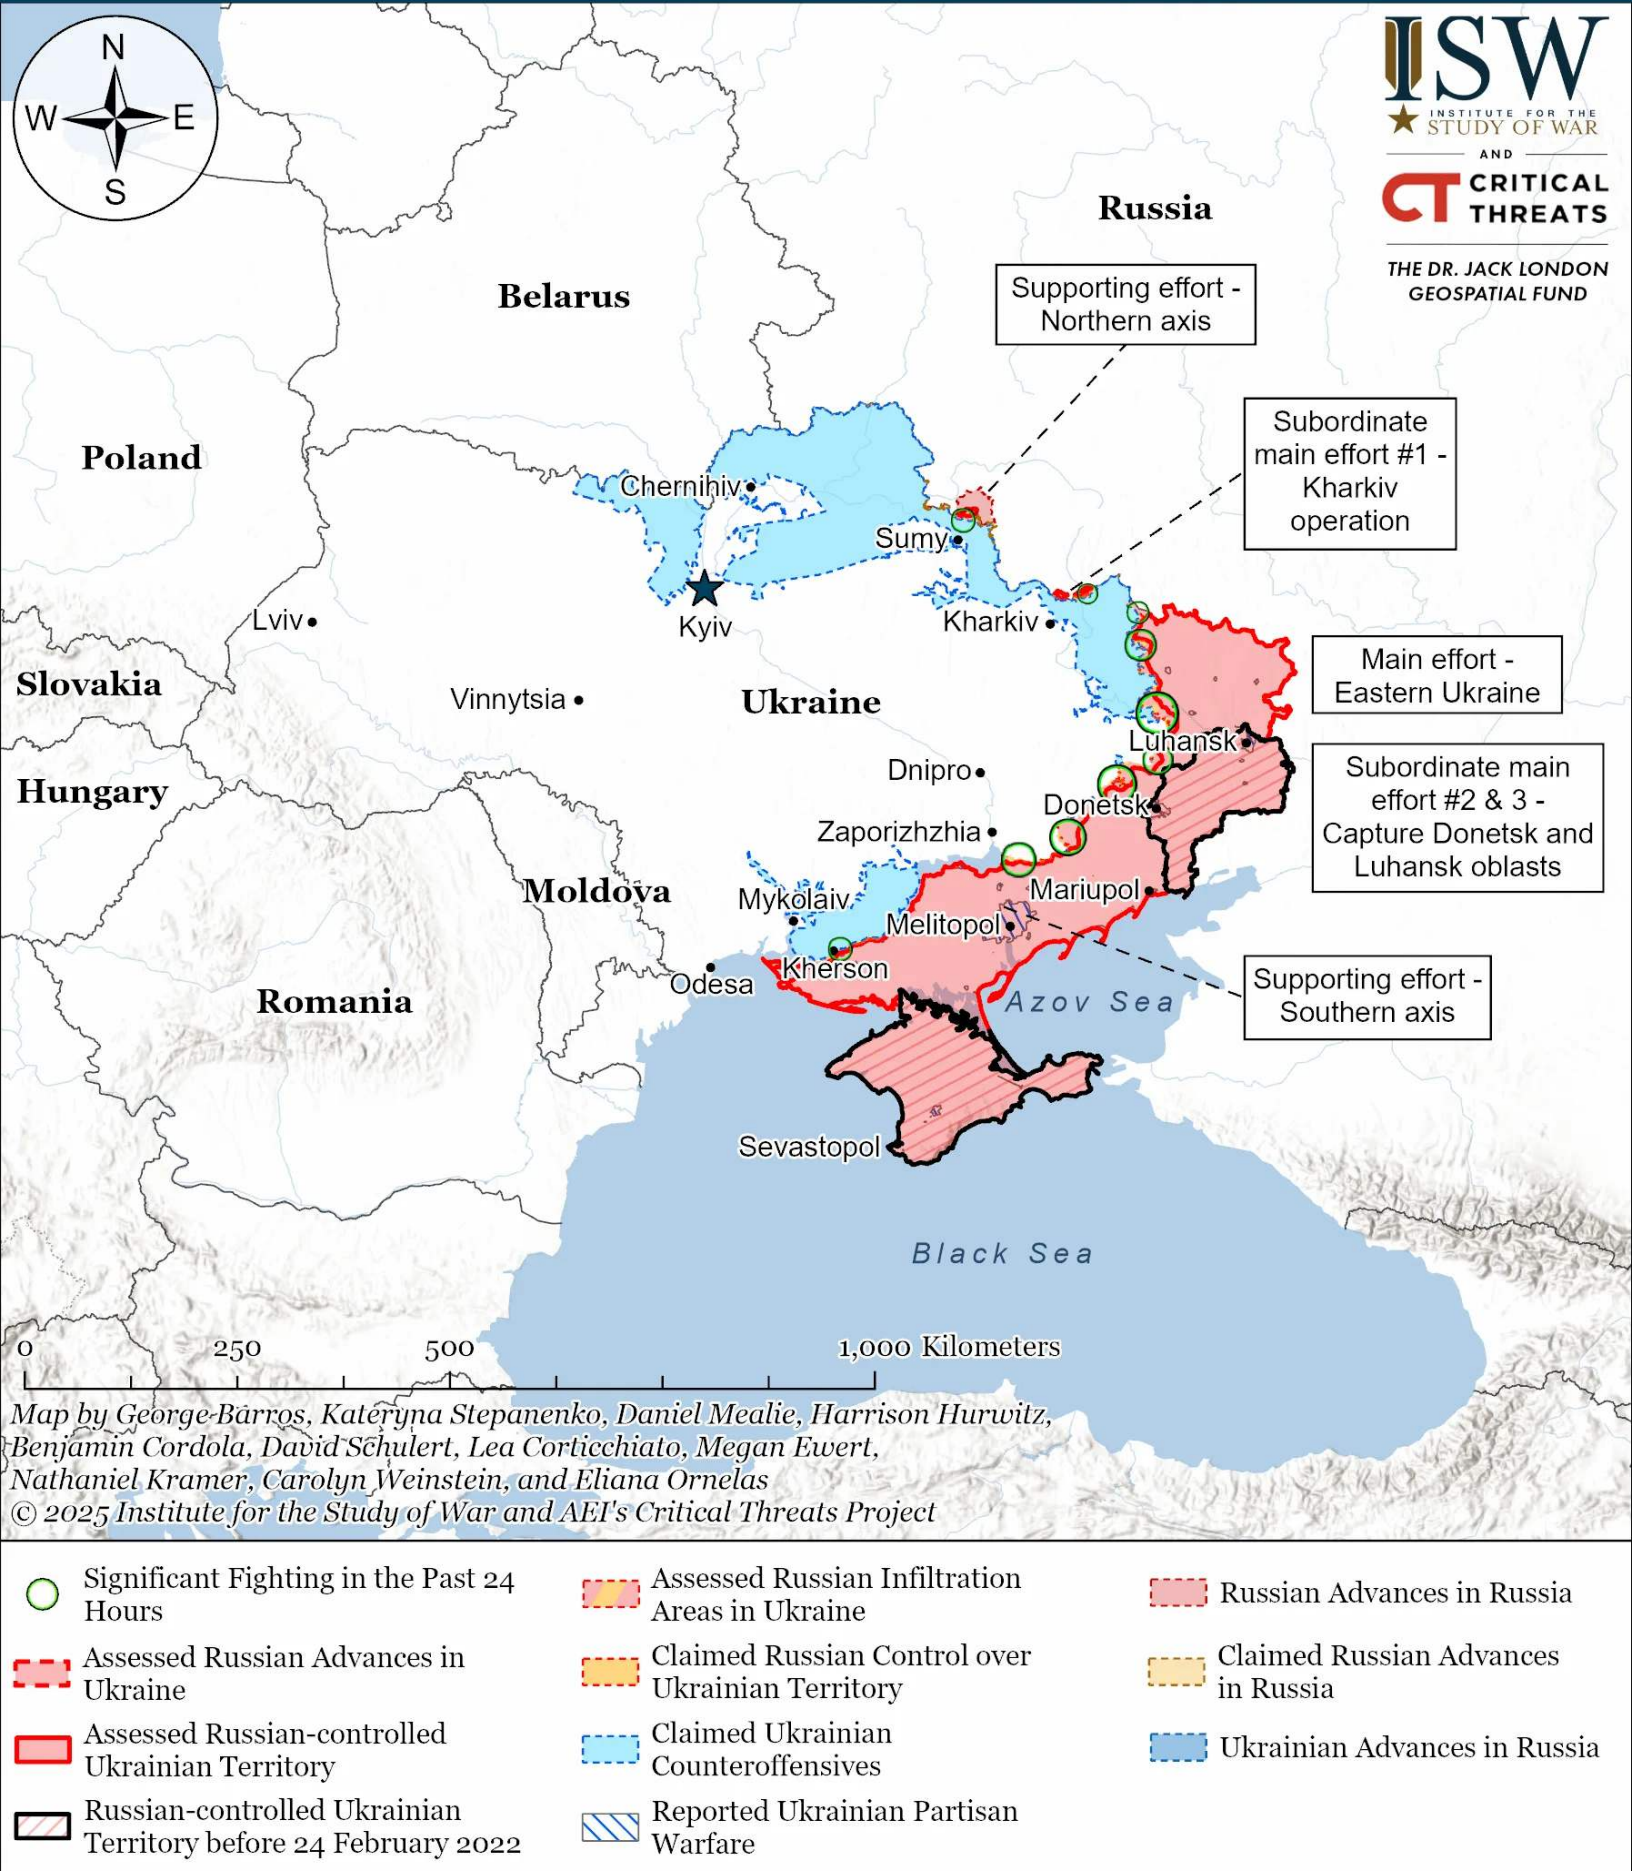 N
W
E
S
ISW
INSTITUTE FOR THE
STUDY OF WAR
AND
CT CRITICAL
THREATS
THE DR. JACK LONDON
GEOSPATIAL FUND
Russia
Supporting effort -
Northern axis
Belarus
Subordinate
main effort #1 -
Kharkiv
operation
Poland
Chernihiv
Sumy
Kyiv
Lviv
Kharkiv
Main effort -
Eastern Ukraine
Slovakia
Vinnytsia
Ukraine
Luhansk
Subordinate main
effort #2 & 3 -
Capture Donetsk and
Luhansk oblasts
Hungary
Dnipro
Donetsk
Zaporizhzhia
Moldova
Mykolaiv
Mariupol
Melitopol
Kherson
Odesa
Supporting effort -
Southern axis
Romania
Azov Sea
Sevastopol
Black Sea
0 250 500 1,000 Kilometers
Map by George Barros, Kateryna Stepanenko, Daniel Mealie, Harrison Hurwitz,
Benjamin Cordola, David Schulert, Lea Corticchiato, Megan Ewert,
Nathaniel Kramer, Carolyn Weinstein, and Eliana Ornelas
© 2025 Institute for the Study of War and AEI's Critical Threats Project
Significant Fighting in the Past 24
Hours
Assessed Russian Advances in
Ukraine
Assessed Russian-controlled
Ukrainian Territory
Russian-controlled Ukrainian
Territory before 24 February 2022
Assessed Russian Infiltration
Areas in Ukraine
Claimed Russian Control over
Ukrainian Territory
Claimed Ukrainian
Counteroffensives
Reported Ukrainian Partisan
Warfare
Russian Advances in Russia
Claimed Russian Advances
in Russia
Ukrainian Advances in Russia